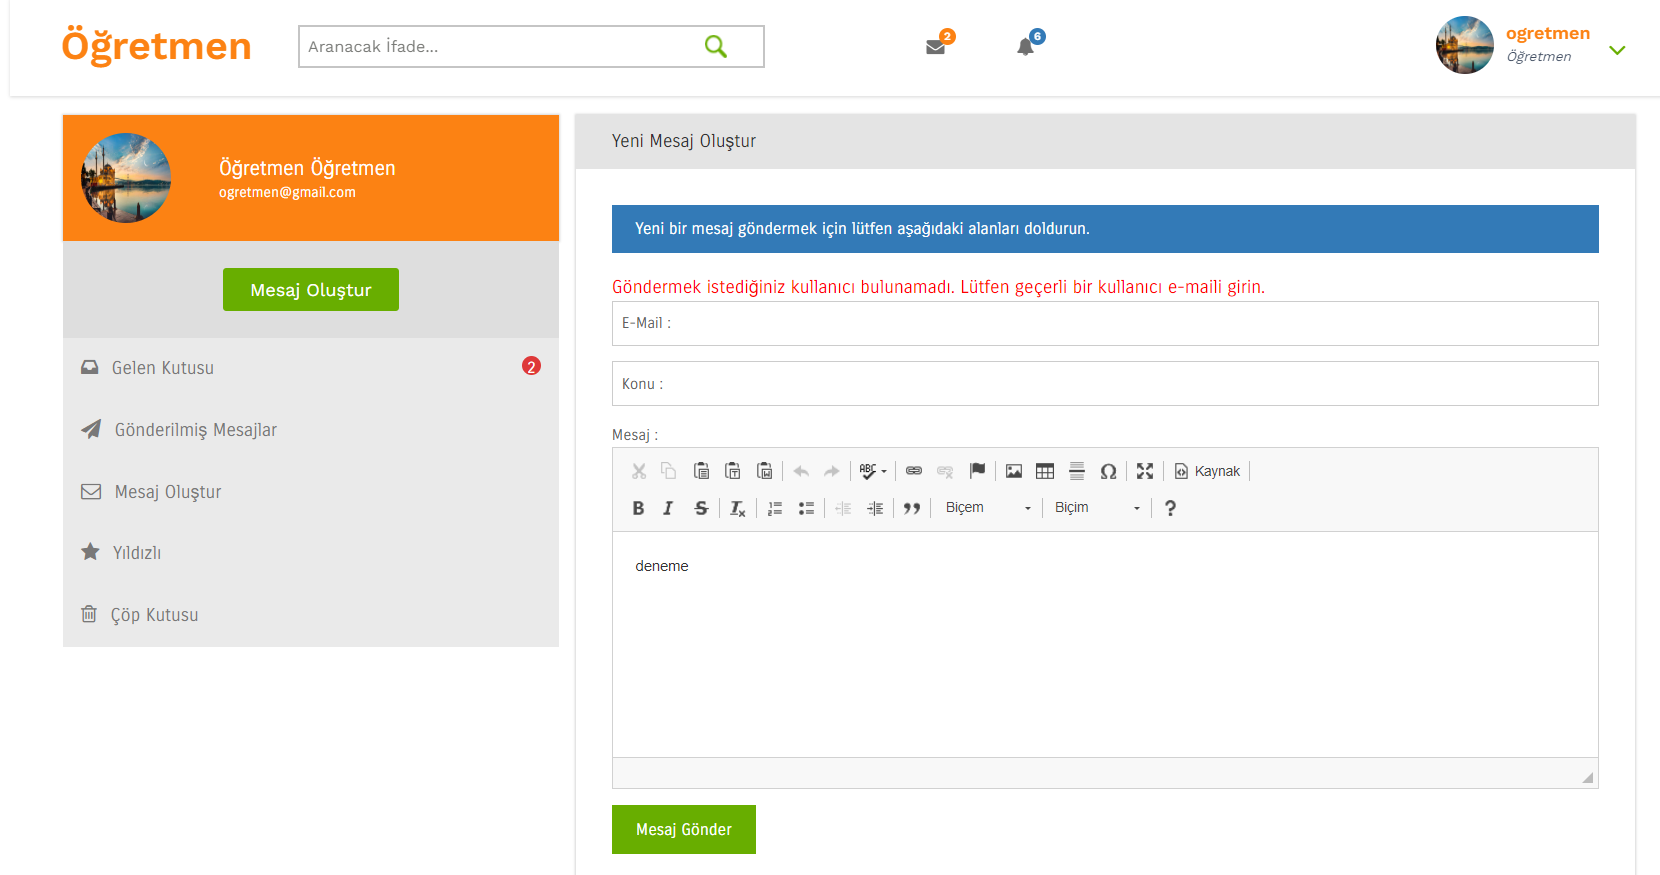 Öğretmen
Aranacak İfade...
2
6
ogretmen
Öğretmen
Öğretmen Öğretmen
ogretmen@gmail.com
Mesaj Oluştur
Gelen Kutusu
2
Gönderilmiş Mesajlar
Mesaj Oluştur
Yıldızlı
Çöp Kutusu
Yeni Mesaj Oluştur
Yeni bir mesaj göndermek için lütfen aşağıdaki alanları doldurun.
Göndermek istediğiniz kullanıcı bulunamadı. Lütfen geçerli bir kullanıcı e-maili girin.
E-Mail :
Konu :
Mesaj :
ABC Ω Kaynak
B I S Ix Biçem Biçim ?
deneme
Mesaj Gönder